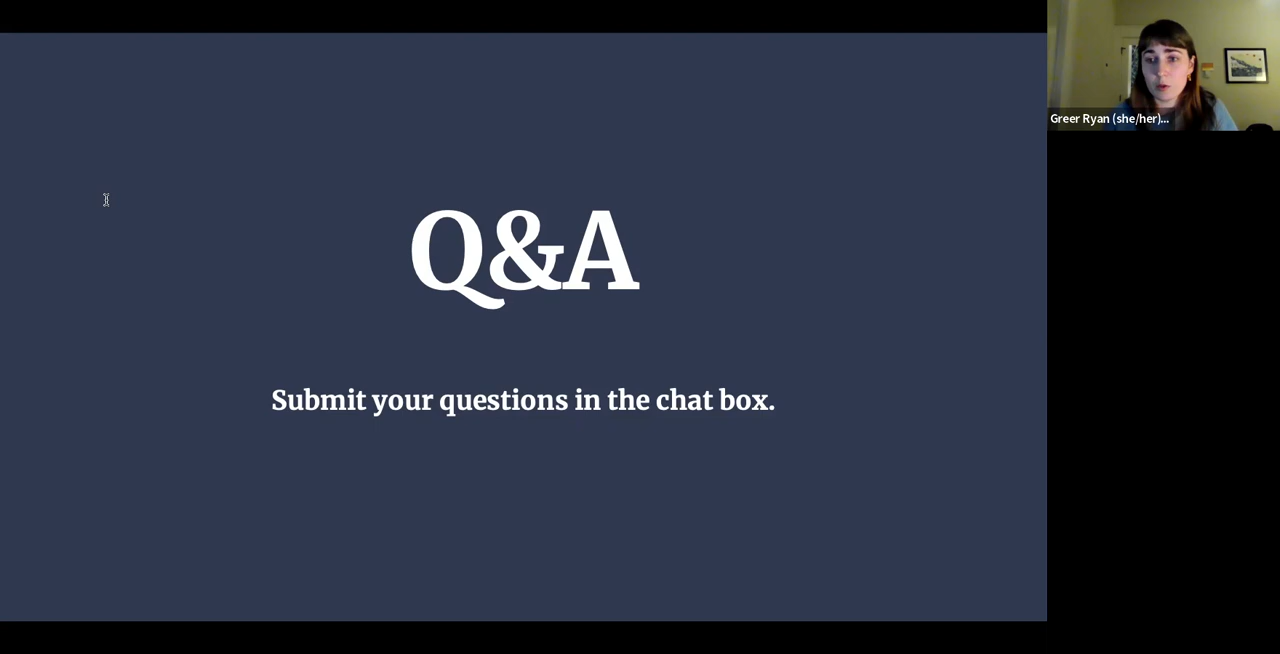 Q&A
Submit your questions in the chat box.
Greer Ryan (she/her)...